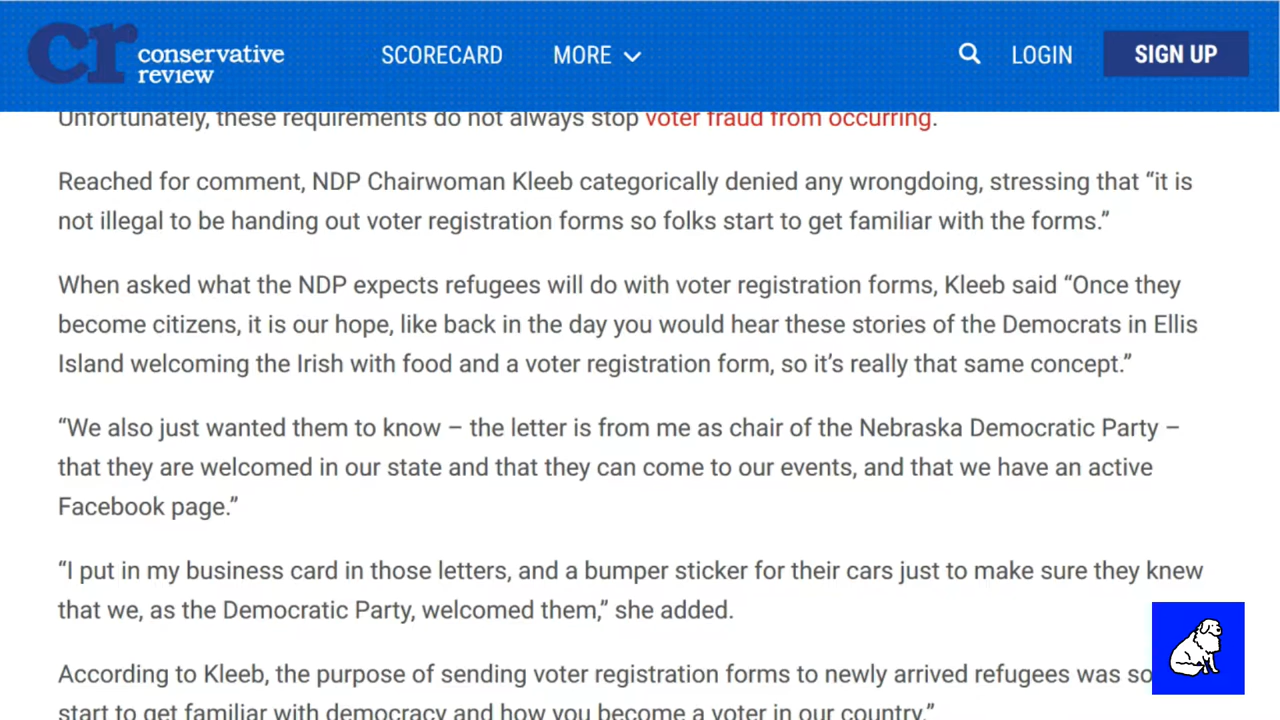 cr conservative
review
SCORECARD MORE LOGIN SIGN UP
Unfortunately, these requirements do not always stop voter fraud from occurring.
Reached for comment, NDP Chairwoman Kleeb categorically denied any wrongdoing, stressing that “it is
not illegal to be handing out voter registration forms so folks start to get familiar with the forms.”
When asked what the NDP expects refugees will do with voter registration forms, Kleeb said “Once they
become citizens, it is our hope, like back in the day you would hear these stories of the Democrats in Ellis
Island welcoming the Irish with food and a voter registration form, so it’s really that same concept.”
“We also just wanted them to know – the letter is from me as chair of the Nebraska Democratic Party –
that they are welcomed in our state and that they can come to our events, and that we have an active
Facebook page.”
“I put in my business card in those letters, and a bumper sticker for their cars just to make sure they knew
that we, as the Democratic Party, welcomed them,” she added.
According to Kleeb, the purpose of sending voter registration forms to newly arrived refugees was so
start to get familiar with democracy and how you become a voter in our country.”